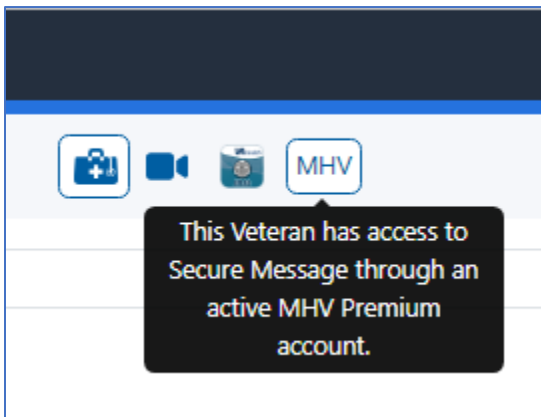 MHV
This Veteran has access to
Secure Message through an
active MHV Premium
account.